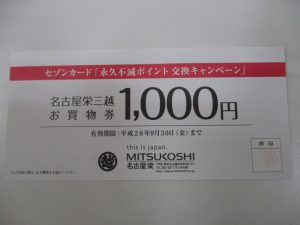 セゾンカード「永久不滅ポイント交換キャンペーン」
名古屋栄三越
お買物券
1,000円
有効期限:平成28年9月30日(金)まで
this is japan.
MITSUKOSHI
名古屋栄